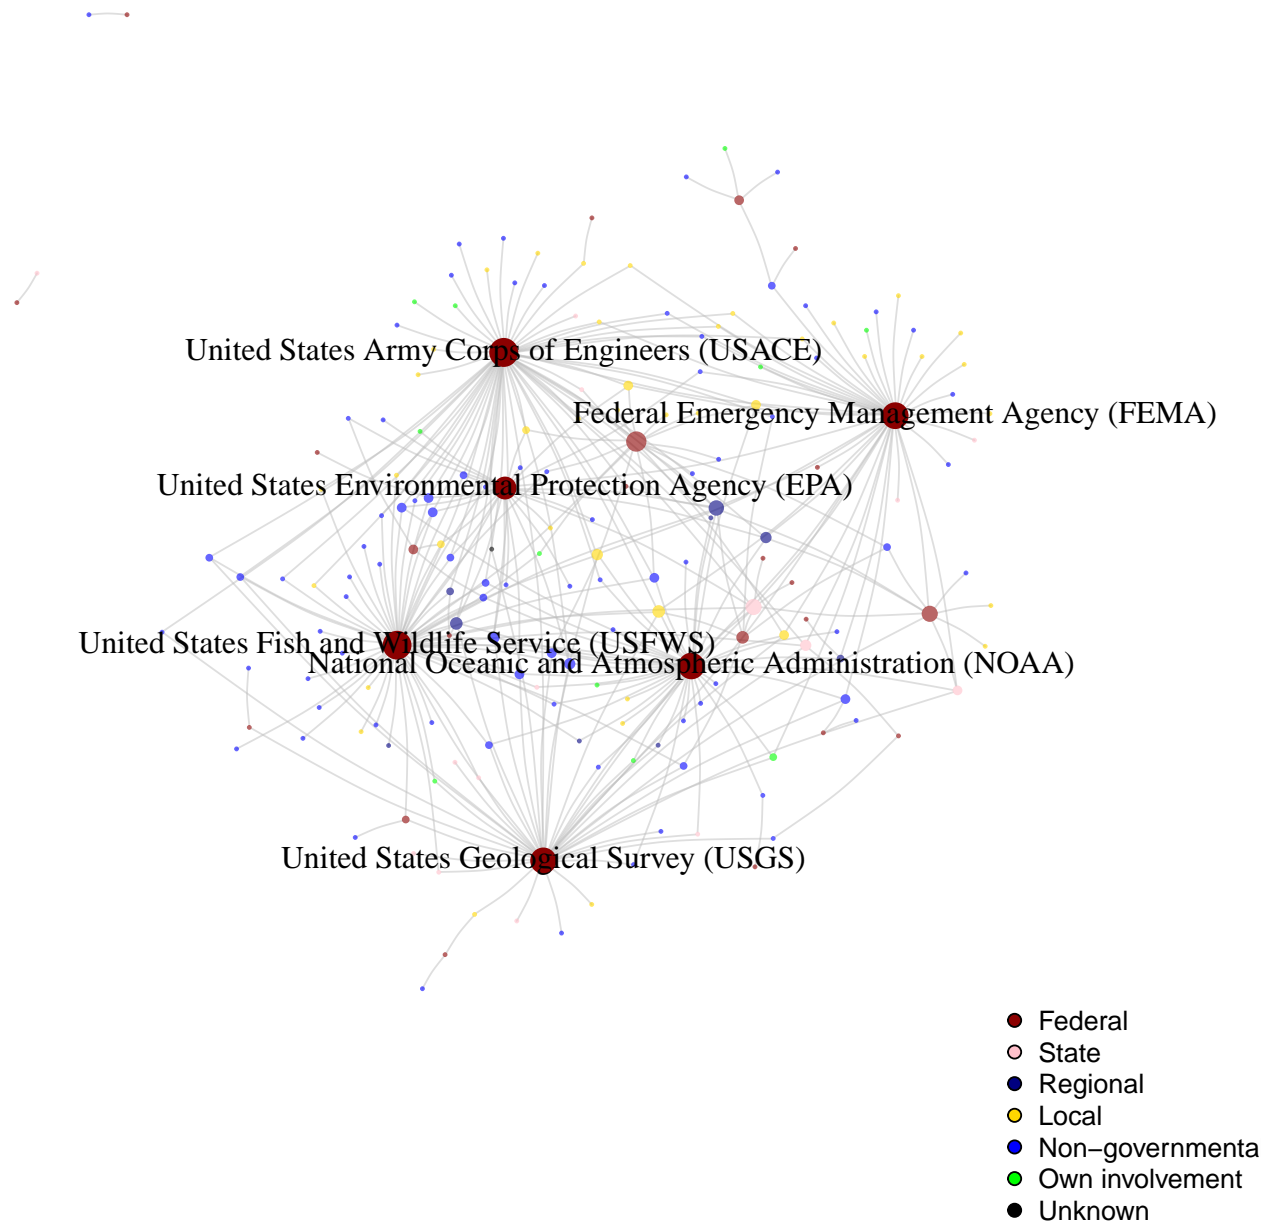 United States Army Corps of Engineers (USACE)
Federal Emergency Management Agency (FEMA)
United States Environmental Protection Agency (EPA)
United States Fish and Wildlife Service (USFWS)
National Oceanic and Atmospheric Administration (NOAA)
United States Geological Survey (USGS)
Federal
State
Regional
Local
Non−governmenta
Own involvement
Unknown